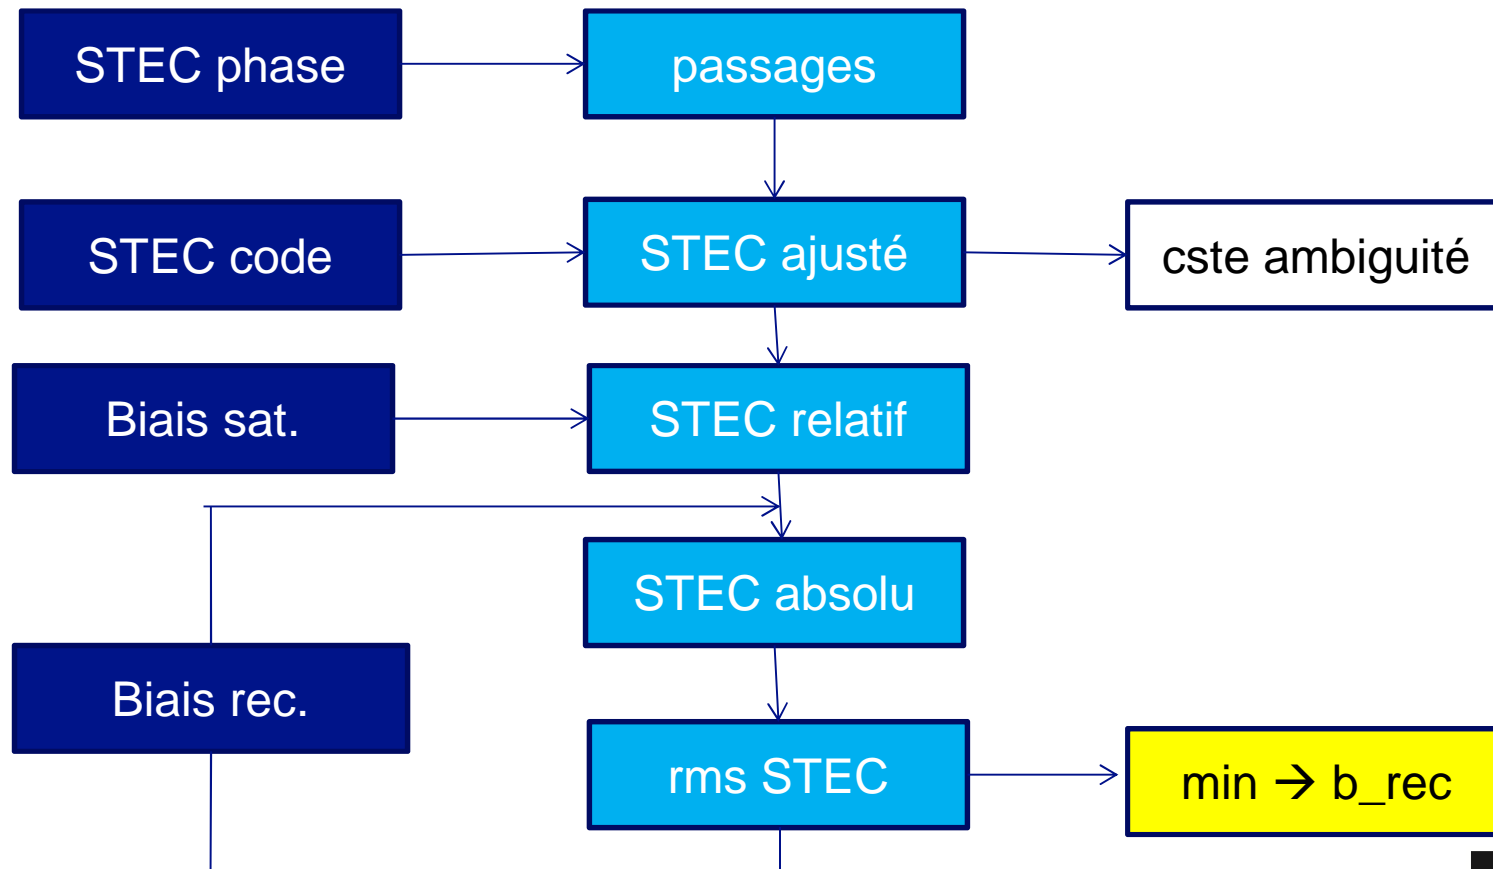 STEC phase
passages
STEC code
STEC ajusté
cste ambiguité
Biais sat.
STEC relatif
STEC absolu
Biais rec.
rms STEC
min → b_rec